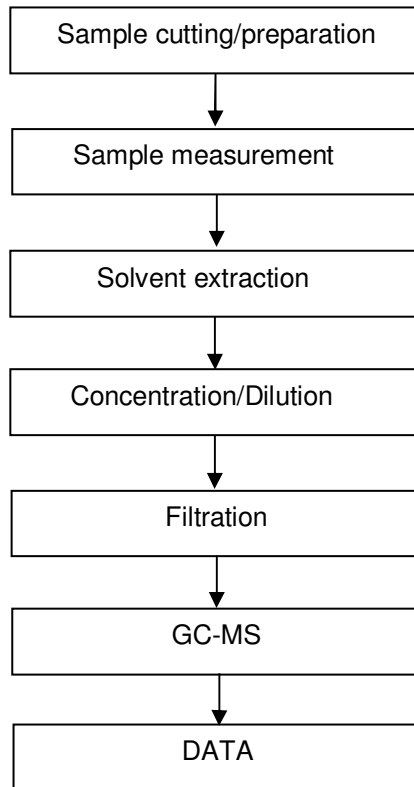 Sample cutting/preparation
Sample measurement
Solvent extraction
Concentration/Dilution
Filtration
GC-MS
DATA